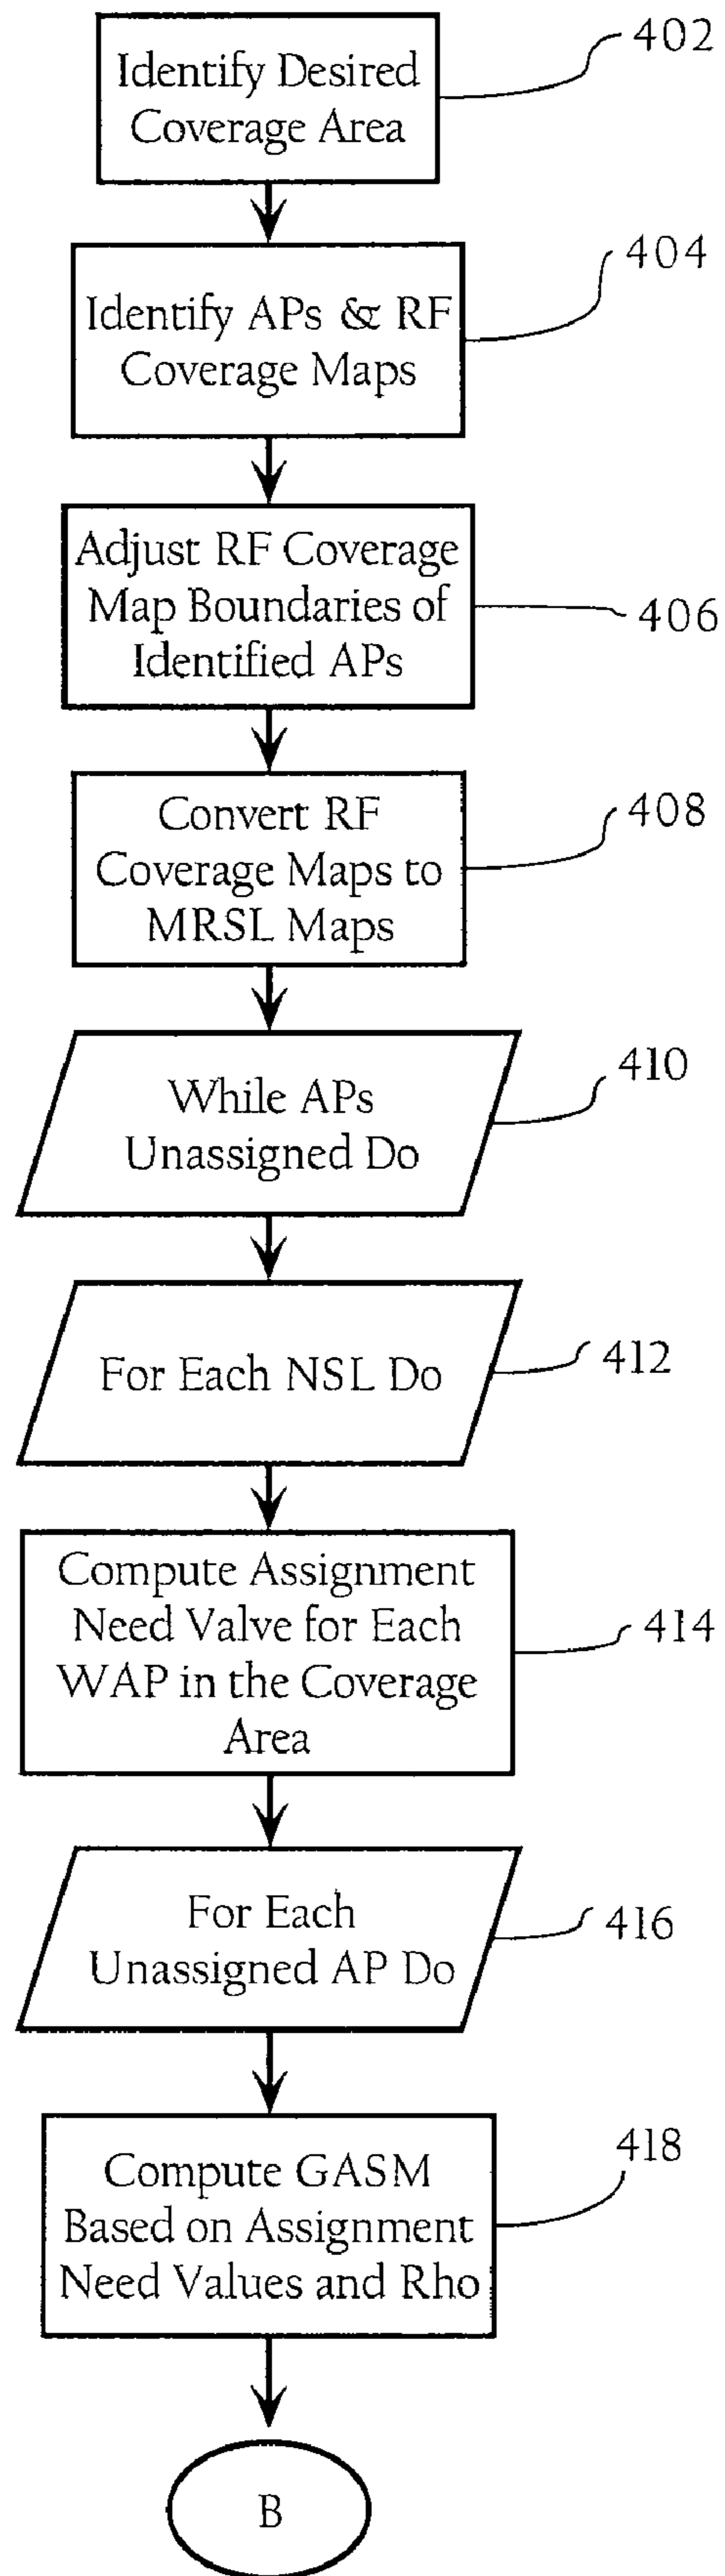 Identify Desired
Coverage Area
402
Identify APs & RF
Coverage Maps
404
Adjust RF Coverage
Map Boundaries of
Identified APs
406
Convert RF
Coverage Maps to
MRSL Maps
408
While APs
Unassigned Do
410
For Each NSL Do
412
Compute Assignment
Need Valve for Each
WAP in the Coverage
Area
414
For Each
Unassigned AP Do
416
Compute GASM
Based on Assignment
Need Values and Rho
418
B